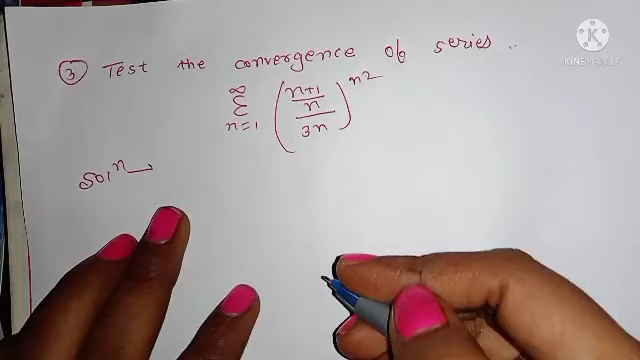 ③ Test the convergence of series ..
∞
Σ
n=1
(
n+1
n
3n
)
n2
Solⁿ→
K
KINEMASTER